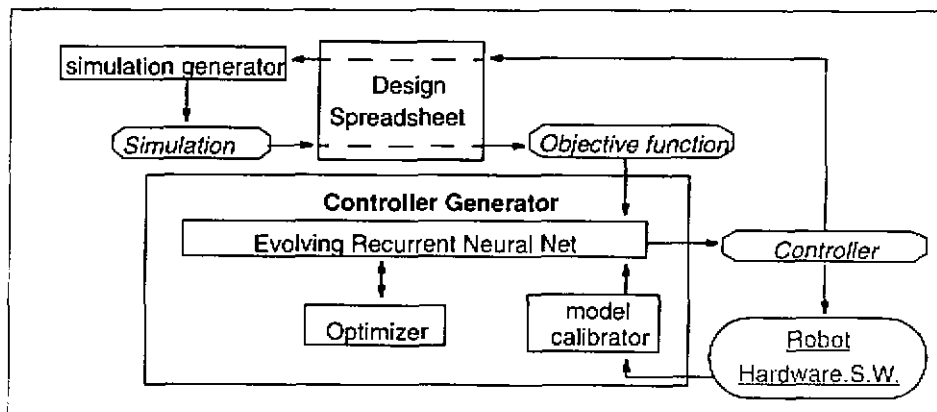 simulation generator
Design
Spreadsheet
Simulation
Objective function
Controller Generator
Evolving Recurrent Neural Net
Controller
Optimizer
model
calibrator
Robot
Hardware.S.W.